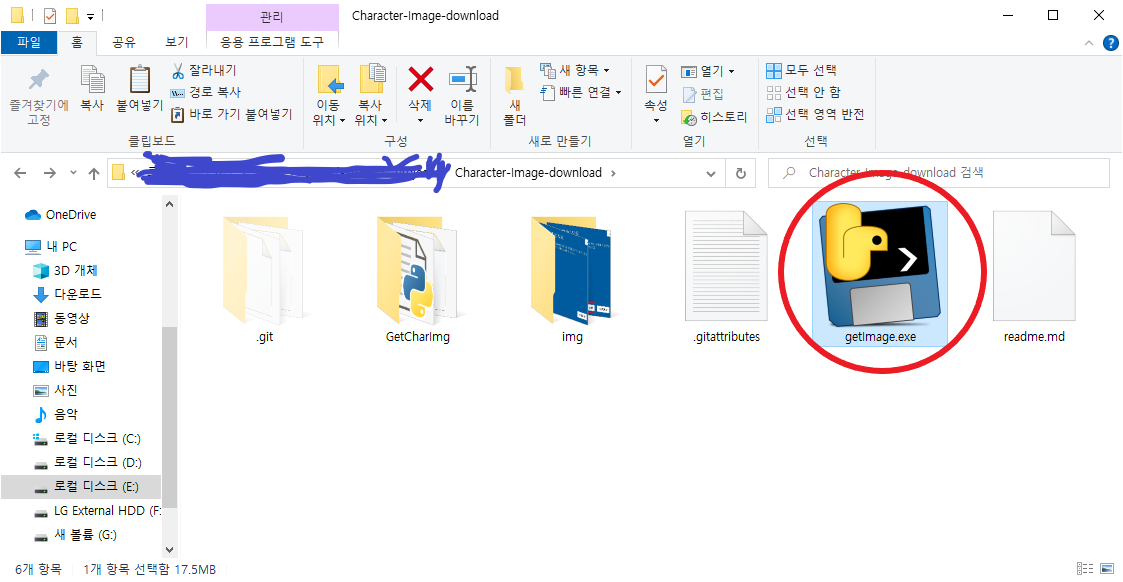 관리
Character-Image-download
파일 홈 공유 보기 응용 프로그램 도구
즐겨찾기에 고정
복사
붙여넣기
잘라내기
경로 복사
바로 가기 붙여넣기
클립보드
이동 위치
복사 위치
삭제
이름 바꾸기
구성
새 폴더
새 항목
빠른 연결
새로 만들기
속성
열기
편집
히스토리
열기
모두 선택
선택 안 함
선택 영역 반전
선택
Character-Image-download
Character-Image-download 검색
OneDrive
내 PC
3D 개체
다운로드
동영상
문서
바탕 화면
사진
음악
로컬 디스크 (C:)
로컬 디스크 (D:)
로컬 디스크 (E:)
LG External HDD (F:
새 볼륨 (G:)
.git
GetCharImg
img
.gitattributes
getImage.exe
readme.md
6개 항목 1개 항목 선택함 17.5MB